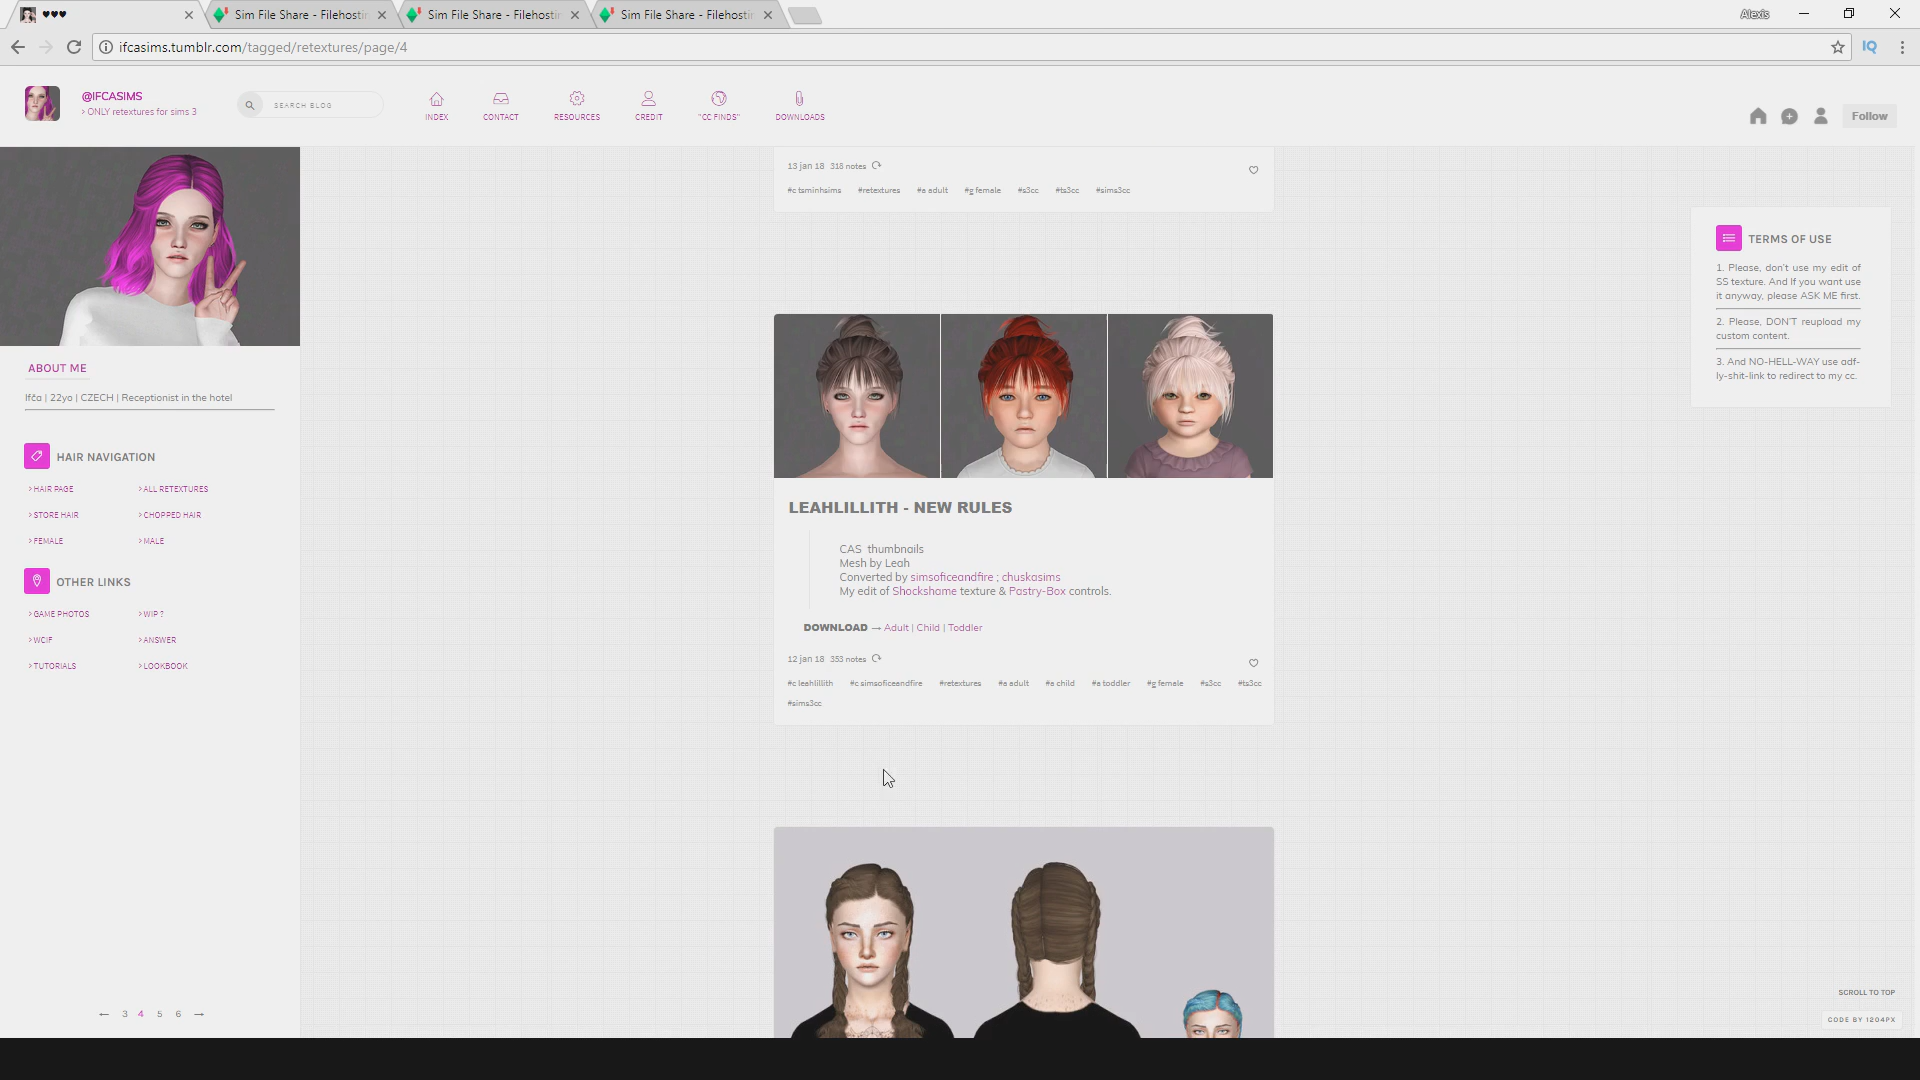 ♥♥♥
Sim File Share - Filehostin
Sim File Share - Filehostin
Sim File Share - Filehostin
Alexis
ifcasims.tumblr.com/tagged/retextures/page/4
IQ
@IFCASIMS
> ONLY retextures for sims 3
SEARCH BLOG
INDEX
CONTACT
RESOURCES
CREDIT
"CC FINDS"
DOWNLOADS
Follow
ABOUT ME
Ifča | 22yo | CZECH | Receptionist in the hotel
HAIR NAVIGATION
> HAIR PAGE
> ALL RETEXTURES
> STORE HAIR
> CHOPPED HAIR
> FEMALE
> MALE
OTHER LINKS
> GAME PHOTOS
> WIP ?
> WCIF
> ANSWER
> TUTORIALS
> LOOKBOOK
← 3 4 5 6 →
13 jan 18 318 notes
#c tsminhsims #retextures #a adult #g female #s3cc #ts3cc #sims3cc
LEAHLILLITH - NEW RULES
CAS thumbnails
Mesh by Leah
Converted by simsoficeandfire ; chuskasims
My edit of Shockshame texture & Pastry-Box controls.
DOWNLOAD → Adult | Child | Toddler
12 jan 18 353 notes
#c leahlillith #c simsoficeandfire #retextures #a adult #a child #a toddler #g female #s3cc #ts3cc
#sims3cc
TERMS OF USE
1. Please, don't use my edit of
SS texture. And If you want use
it anyway, please ASK ME first.
2. Please, DON'T reupload my
custom content.
3. And NO-HELL-WAY use adf-
ly-shit-link to redirect to my cc.
SCROLL TO TOP
CODE BY 1204PX